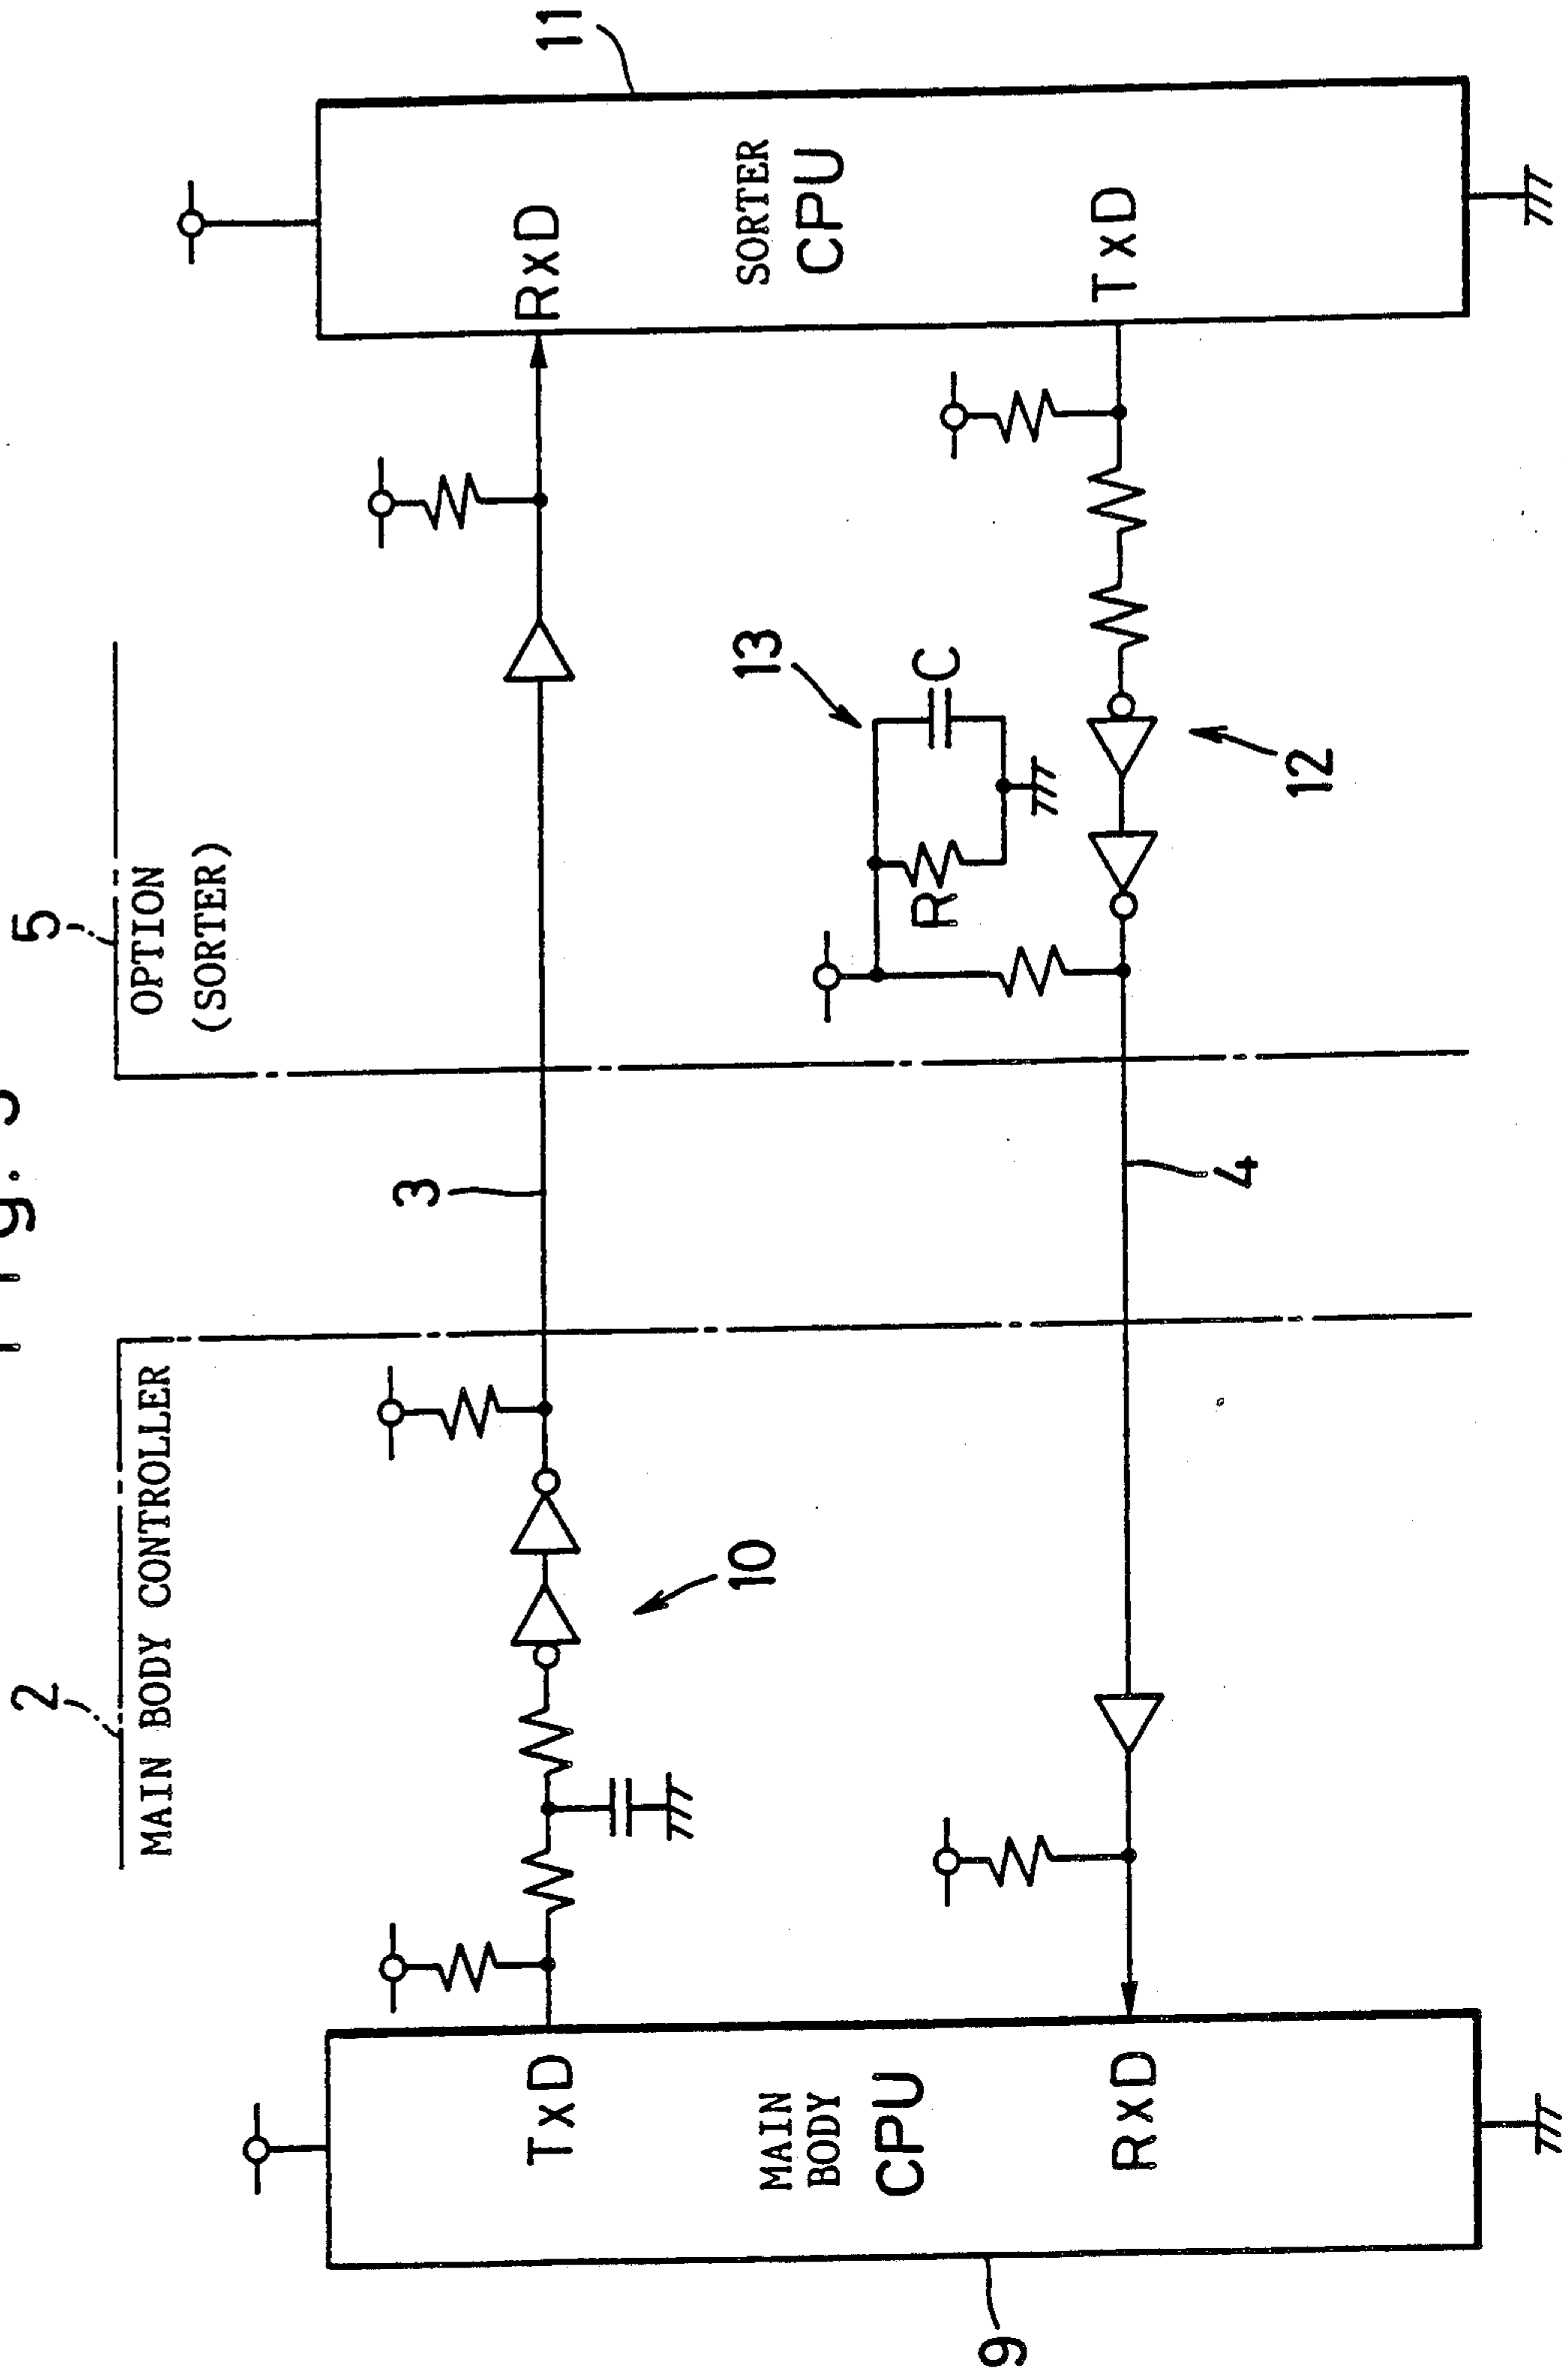 Fig.
2
5
MAIN BODY CONTROLLER
OPTION
(SORTER)
3
11
TxD
RxD
10
13
C
R
MAIN
BODY
CPU
SORTER
CPU
RxD
TxD
4
12
9